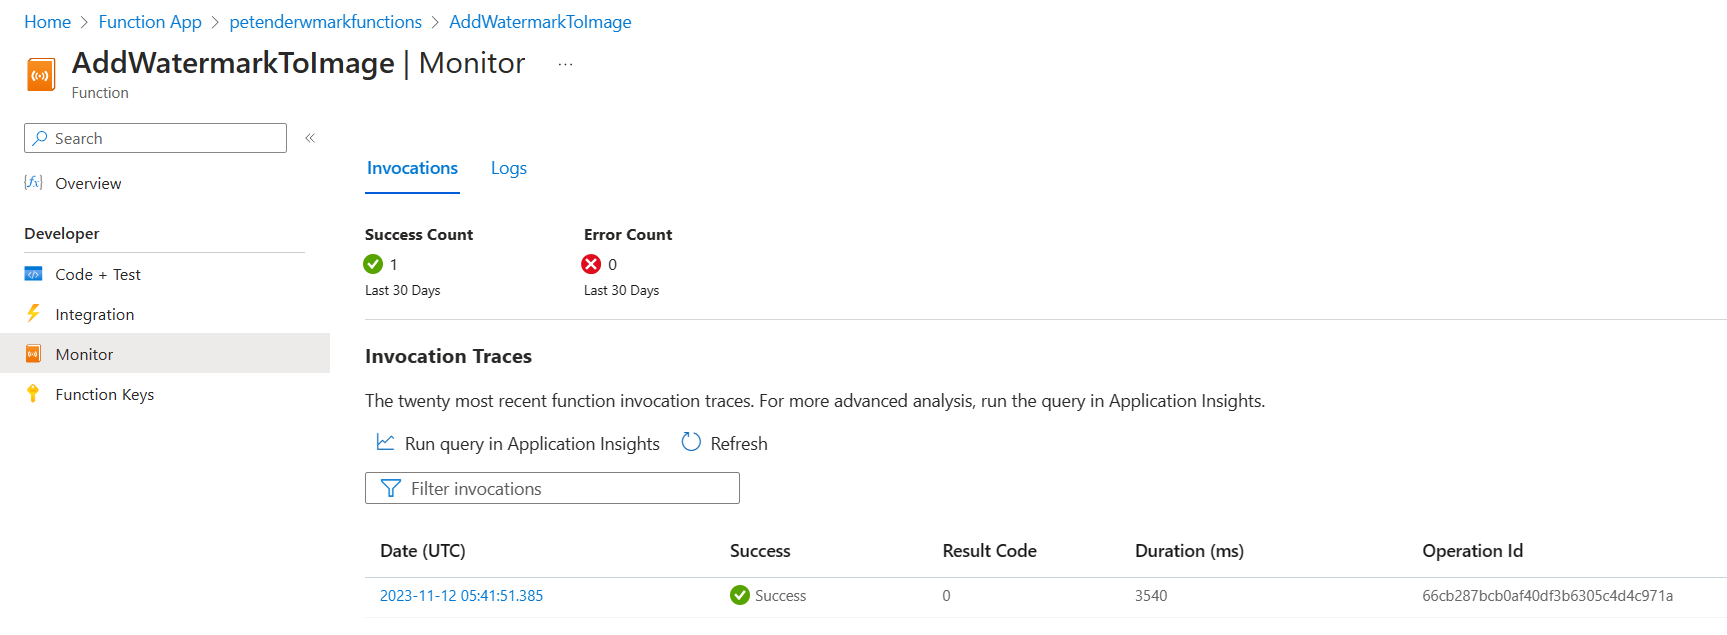 Home > Function App > petenderwmarkfunctions > AddWatermarkToImage
AddWatermarkToImage | Monitor ...
Function
Search «
Overview
Developer
Code + Test
Integration
Monitor
Function Keys
Invocations Logs
Success Count Error Count
1 0
Last 30 Days Last 30 Days
Invocation Traces
The twenty most recent function invocation traces. For more advanced analysis, run the query in Application Insights.
Run query in Application Insights Refresh
Filter invocations
Date (UTC) Success Result Code Duration (ms) Operation Id
2023-11-12 05:41:51.385 Success 0 3540 66cb287bcb0af40df3b6305c4d4c971a